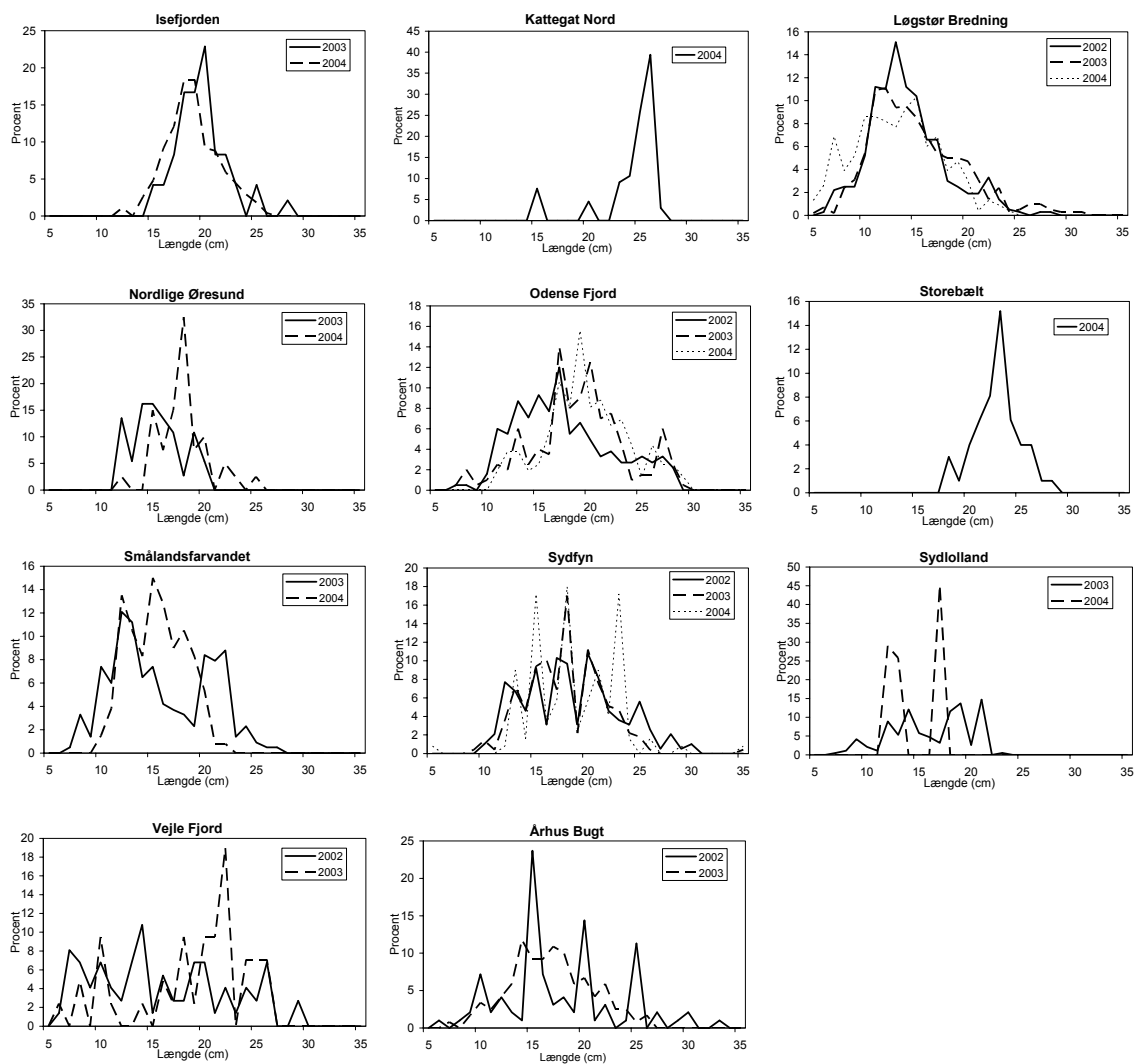 Isefjorden
25
20
15
10
5
0
Procent
2003
2004
5 10 15 20 25 30 35
Længde (cm)
Kattegat Nord
45
40
35
30
25
20
15
10
5
0
Procent
2004
5 10 15 20 25 30 35
Længde (cm)
Løgstør Bredning
16
14
12
10
8
6
4
2
0
Procent
2002
2003
2004
5 10 15 20 25 30 35
Længde (cm)
Nordlige Øresund
35
30
25
20
15
10
5
0
Procent
2003
2004
5 10 15 20 25 30 35
Længde (cm)
Odense Fjord
18
16
14
12
10
8
6
4
2
0
Procent
2002
2003
2004
5 10 15 20 25 30 35
Længde (cm)
Storebælt
16
14
12
10
8
6
4
2
0
Procent
2004
5 10 15 20 25 30 35
Længde (cm)
Smålandsfarvandet
16
14
12
10
8
6
4
2
0
Procent
2003
2004
5 10 15 20 25 30 35
Længde (cm)
Sydfyn
20
18
16
14
12
10
8
6
4
2
0
Procent
2002
2003
2004
5 10 15 20 25 30 35
Længde (cm)
Sydlolland
50
45
40
35
30
25
20
15
10
5
0
Procent
2003
2004
5 10 15 20 25 30 35
Længde (cm)
Vejle Fjord
20
18
16
14
12
10
8
6
4
2
0
Procent
2002
2003
5 10 15 20 25 30 35
Længde (cm)
Århus Bugt
25
20
15
10
5
0
Procent
2002
2003
5 10 15 20 25 30 35
Længde (cm)